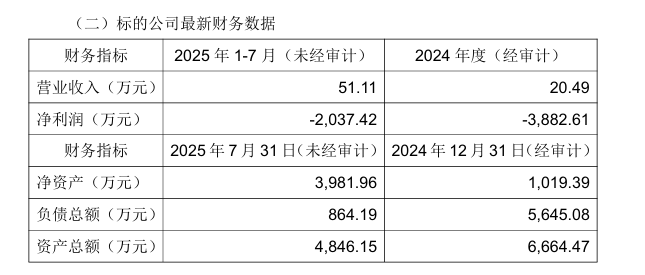 （二）标的公司最新财务数据
财务指标 2025 年 1-7 月（未经审计） 2024 年度（经审计）
营业收入（万元） 51.11 20.49
净利润（万元） -2,037.42 -3,882.61
财务指标 2025 年 7 月 31 日（未经审计） 2024 年 12 月 31 日（经审计）
净资产（万元） 3,981.96 1,019.39
负债总额（万元） 864.19 5,645.08
资产总额（万元） 4,846.15 6,664.47